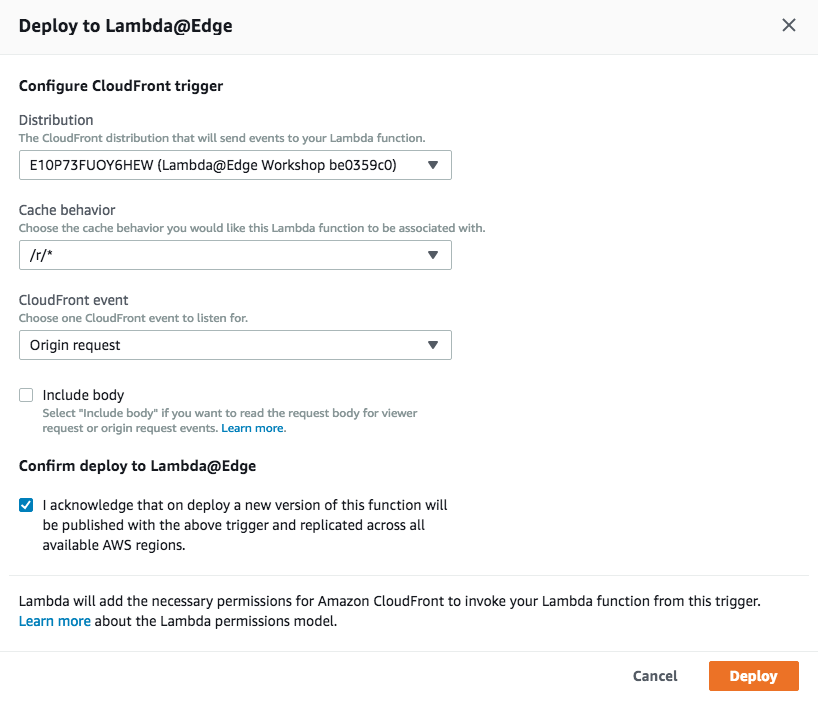 Deploy to Lambda@Edge
Configure CloudFront trigger
Distribution
The CloudFront distribution that will send events to your Lambda function.
E10P73FUOY6HEW (Lambda@Edge Workshop be0359c0)
Cache behavior
Choose the cache behavior you would like this Lambda function to be associated with.
/r/*
CloudFront event
Choose one CloudFront event to listen for.
Origin request
Include body
Select "Include body" if you want to read the request body for viewer
request or origin request events. Learn more.
Confirm deploy to Lambda@Edge
I acknowledge that on deploy a new version of this function will
be published with the above trigger and replicated across all
available AWS regions.
Lambda will add the necessary permissions for Amazon CloudFront to invoke your Lambda function from this trigger.
Learn more about the Lambda permissions model.
Cancel Deploy